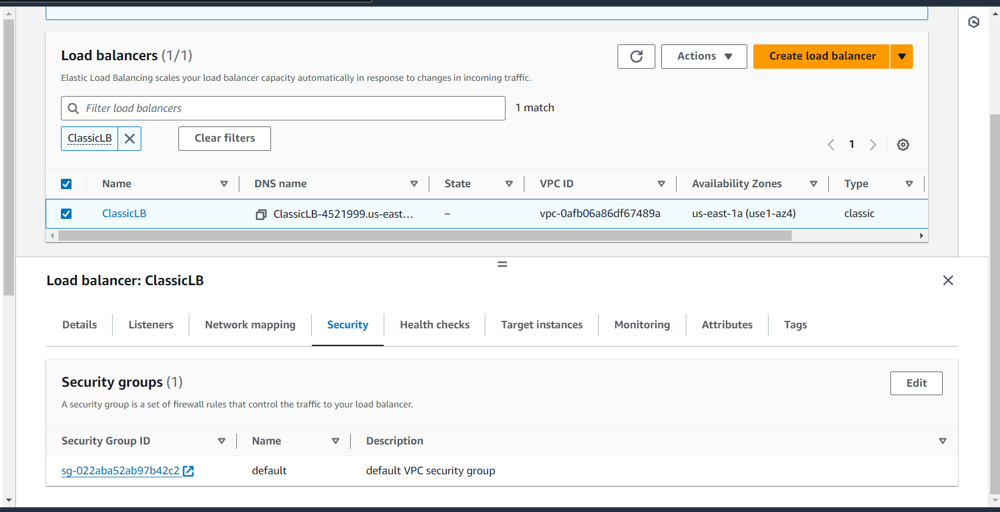 Load balancers (1/1)
Actions
Create load balancer
Elastic Load Balancing scales your load balancer capacity automatically in response to changes in incoming traffic.
Filter load balancers
1 match
ClassicLB
Clear filters
1
Name
DNS name
State
VPC ID
Availability Zones
Type
ClassicLB
ClassicLB-4521999.us-east...
–
vpc-0afb06a86df67489a
us-east-1a (use1-az4)
classic
Load balancer: ClassicLB
Details
Listeners
Network mapping
Security
Health checks
Target instances
Monitoring
Attributes
Tags
Security groups (1)
Edit
A security group is a set of firewall rules that control the traffic to your load balancer.
Security Group ID
Name
Description
sg-022aba52ab97b42c2
default
default VPC security group